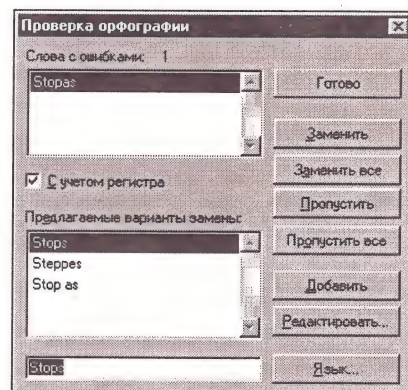 Проверка орфографии
Слова с ошибками: 1
Stopas
Готово
Заменить
Заменить все
С учетом регистра
Пропустить
Предлагаемые варианты замены:
Пропустить все
Stops
Steppes
Stop as
Добавить
Редактировать...
Stops
Язык...